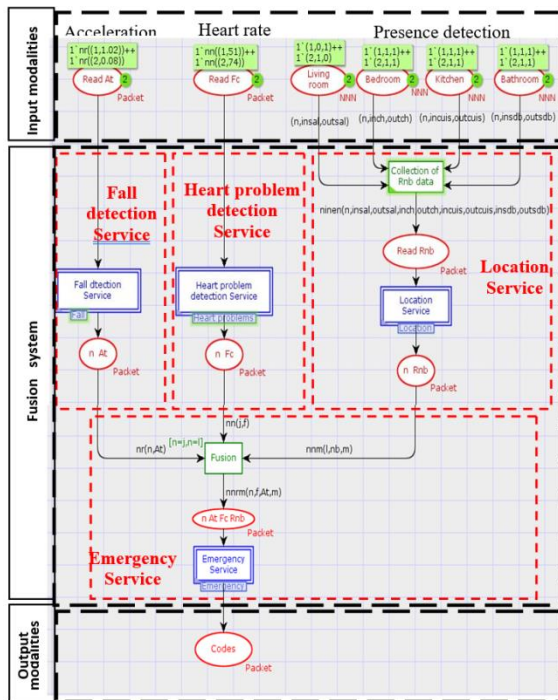 Acceleration
Heart rate
Presence detection
Input modalities
1`nr((1,1.02))++
1`nr((2,0.08))
Read At
2
Packet
1`nn((1,51))++
1`nn((2,74))
Read Fc
2
Packet
1`(1,0,1)++
1`(2,1,0)
Living
room
2
NNN
1`(1,1,1)++
1`(2,1,1)
Bedroom
2
NNN
1`(1,1,1)++
1`(2,1,1)
Kitchen
2
NNN
1`(1,1,1)++
1`(2,1,1)
Bathroom
2
NNN
(n,insal,outsal)
(n,inch,outch)
(n,incuis,outcuis)
(n,insdb,outsdb)
Fusion system
Fall
detection
Service
Heart problem
detection Service
Collection of
Rnb data
ninen(n,insal,outsal,inch,outch,incuis,outcuis,insdb,outsdb)
Read Rnb
Packet
Location
Service
Fall dtection
Service
Fall
Heart problem
detection Service
Heart problems
Location
Service
Location
n At
Packet
n Fc
Packet
n Rnb
Packet
nn(j,f)
[n=j,n=l]
nr(n,At)
Fusion
nnm(l,nb,m)
nnrm(n,f,At,m)
n At Fc Rnb
Packet
Emergency
Service
Emergency
Service
Emergency
Output
modalities
Codes
Packet